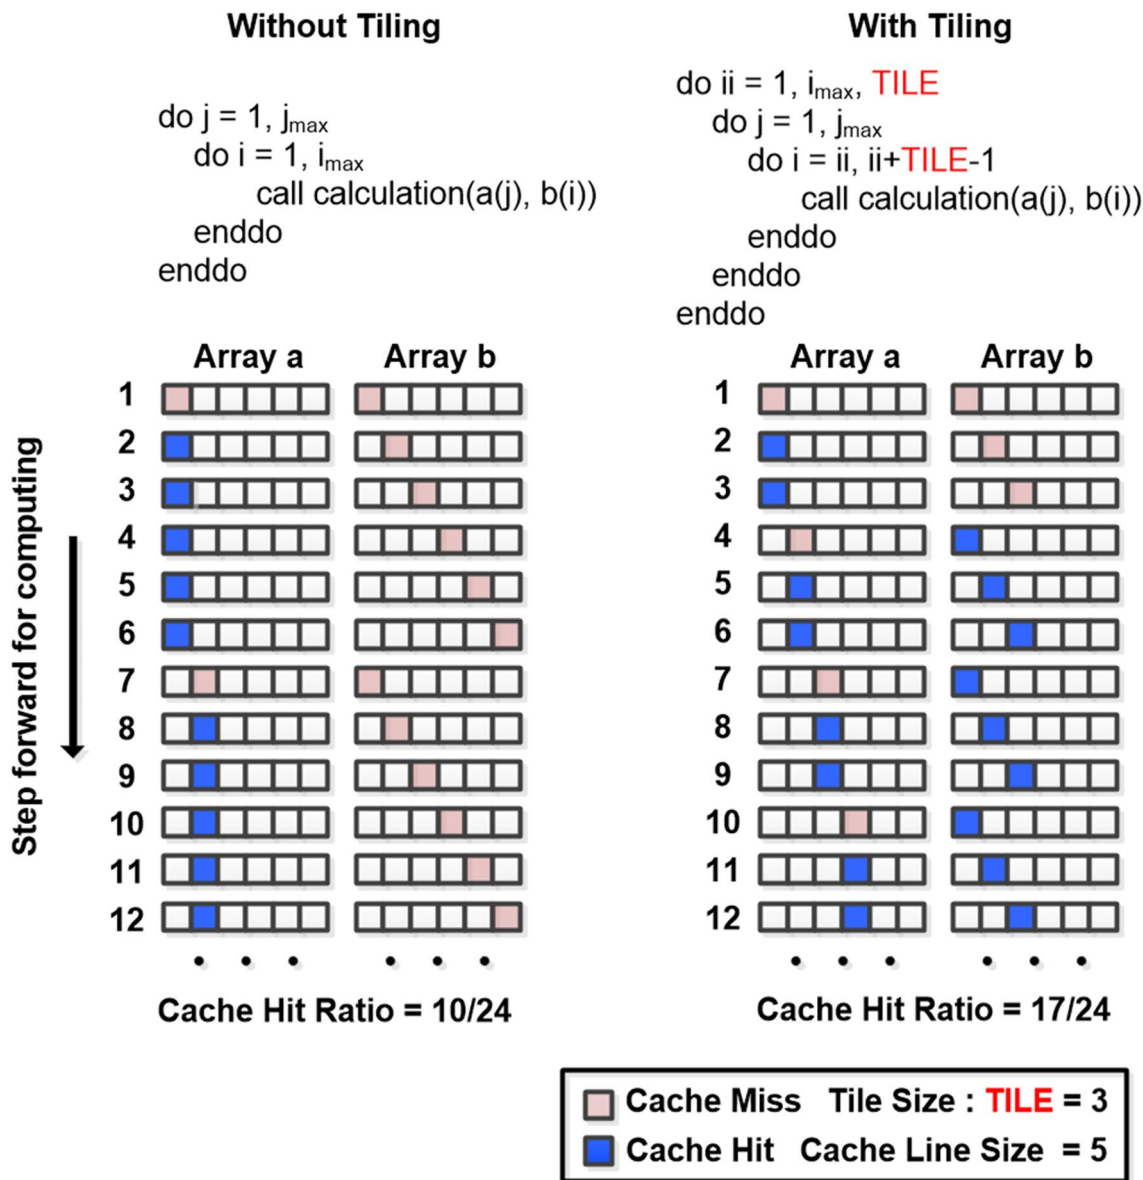 Without Tiling
do j = 1, jmax
do i = 1, imax
call calculation(a(j), b(i))
enddo
enddo
With Tiling
do ii = 1, imax, TILE
do j = 1, jmax
do i = ii, ii+TILE-1
call calculation(a(j), b(i))
enddo
enddo
enddo
Step forward for computing
Array a Array b
1
2
3
4
5
6
7
8
9
10
11
12
Cache Hit Ratio = 10/24
Array a Array b
1
2
3
4
5
6
7
8
9
10
11
12
Cache Hit Ratio = 17/24
Cache Miss Tile Size : TILE = 3
Cache Hit Cache Line Size = 5